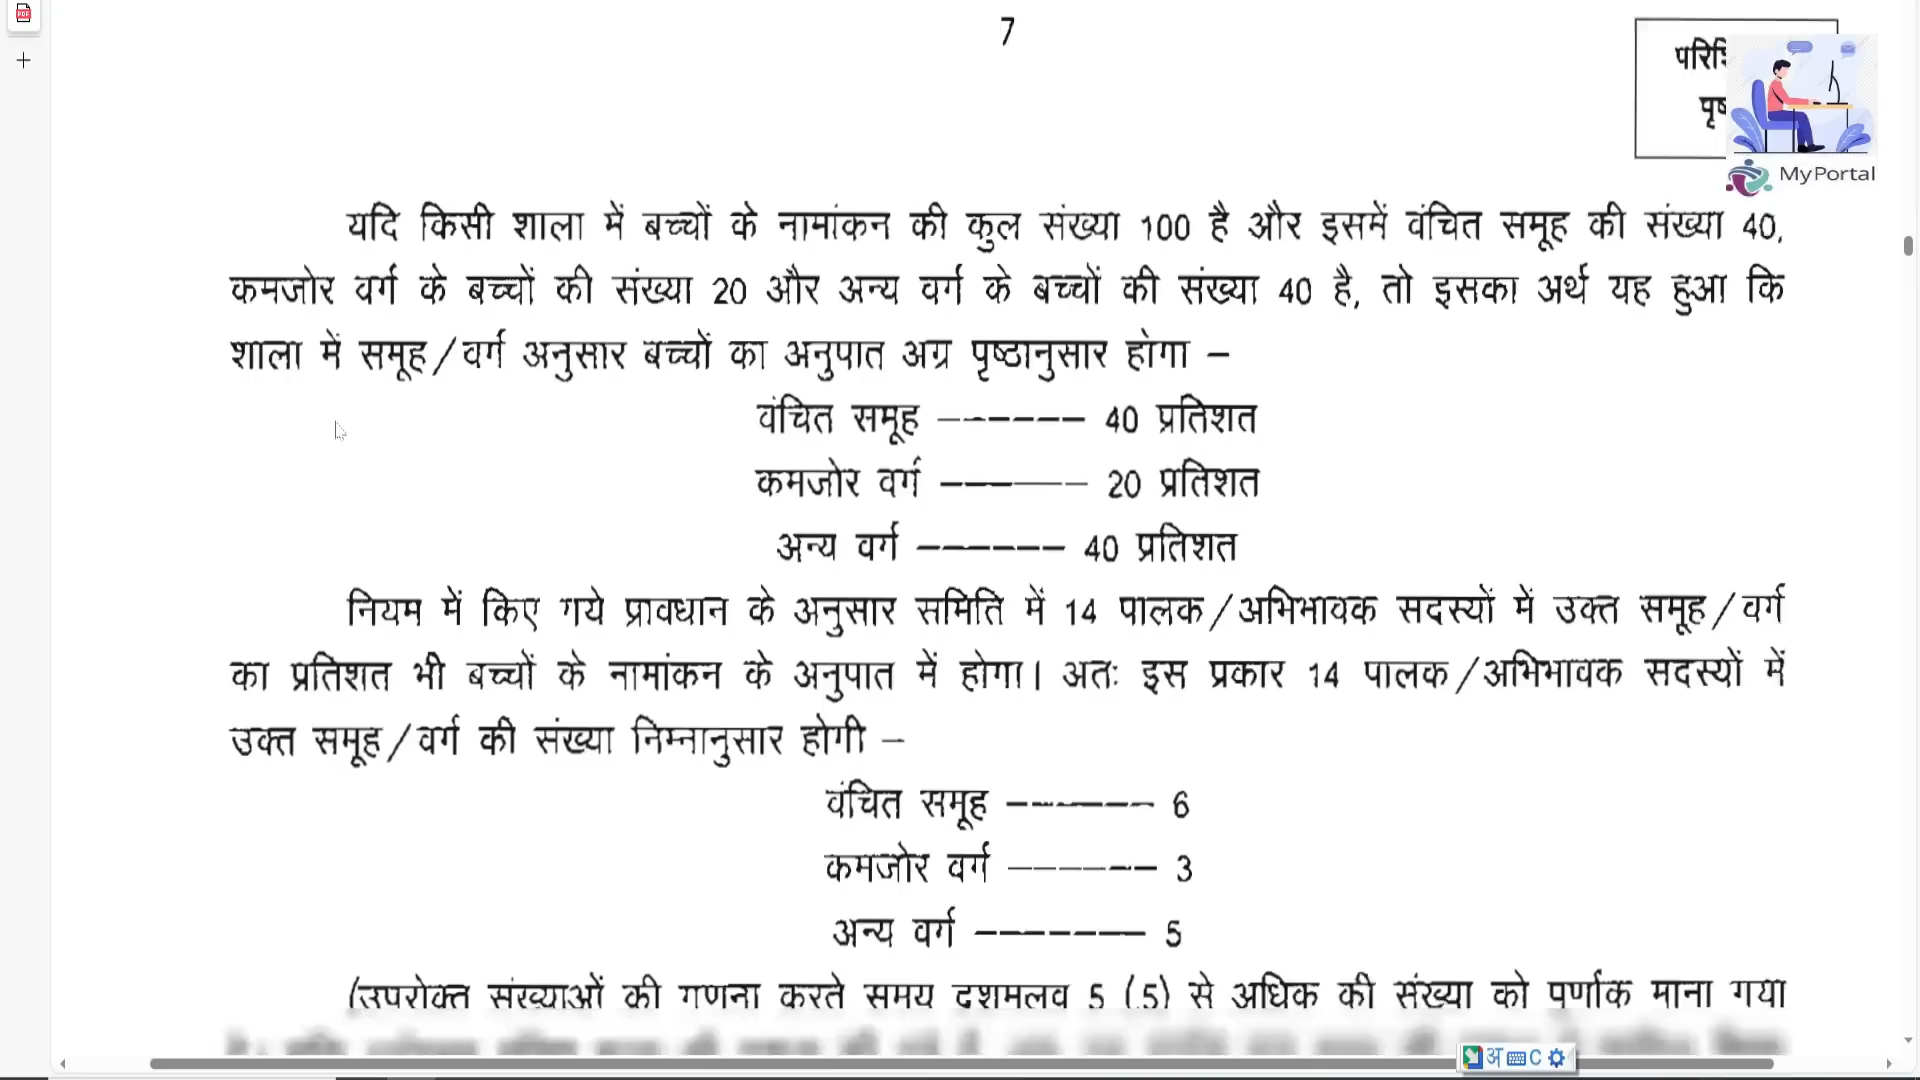 7
MyPortal
यदि किसी शाला में बच्चों के नामांकन की कुल संख्या 100 है और इसमें वंचित समूह की संख्या 40,
कमजोर वर्ग के बच्चों की संख्या 20 और अन्य वर्ग के बच्चों की संख्या 40 है, तो इसका अर्थ यह हुआ कि
शाला में समूह/वर्ग अनुसार बच्चों का अनुपात अग्र पृष्ठानुसार होगा –
वंचित समूह ------ 40 प्रतिशत
कमजोर वर्ग ------ 20 प्रतिशत
अन्य वर्ग ------ 40 प्रतिशत
नियम में किए गये प्रावधान के अनुसार समिति में 14 पालक/अभिभावक सदस्यों में उक्त समूह/वर्ग
का प्रतिशत भी बच्चों के नामांकन के अनुपात में होगा। अतः इस प्रकार 14 पालक/अभिभावक सदस्यों में
उक्त समूह/वर्ग की संख्या निम्नानुसार होगी –
वंचित समूह ------ 6
कमजोर वर्ग ------ 3
अन्य वर्ग ------- 5
(उपरोक्त संख्याओं की गणना करते समय दशमलव 5 (.5) से अधिक की संख्या को पूर्णांक माना गया
अ C